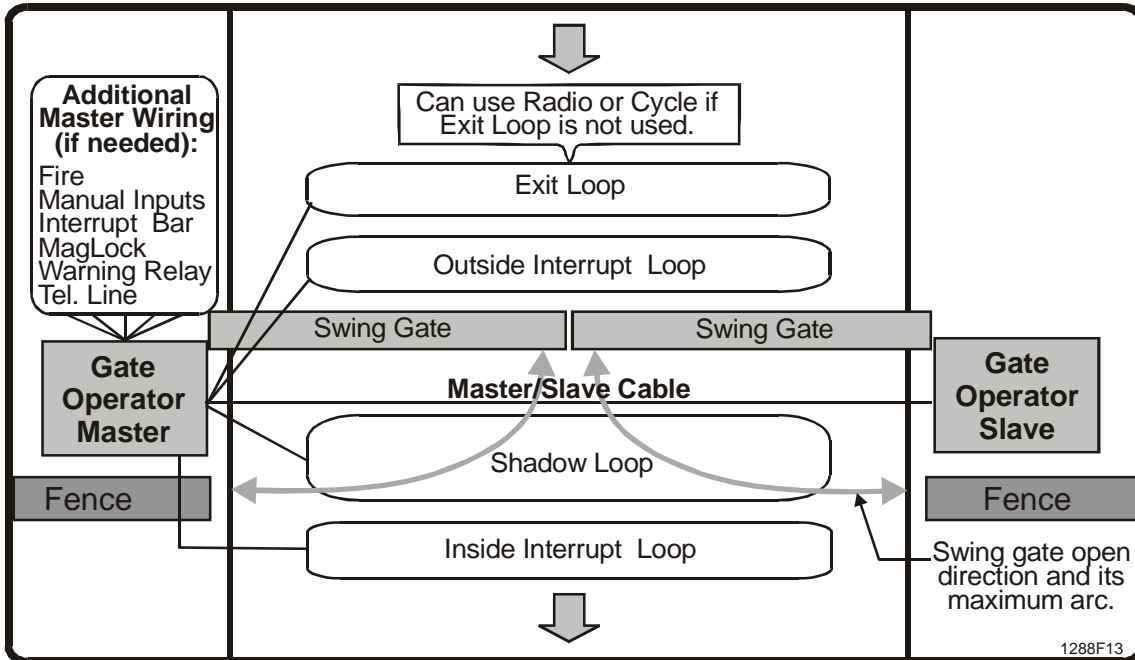 Additional
Master Wiring
(if needed):
Fire
Manual Inputs
Interrupt Bar
MagLock
Warning Relay
Tel. Line
Can use Radio or Cycle if
Exit Loop is not used.
Exit Loop
Outside Interrupt Loop
Swing Gate
Swing Gate
Gate
Operator
Master
Master/Slave Cable
Gate
Operator
Slave
Shadow Loop
Fence
Fence
Inside Interrupt Loop
Swing gate open
direction and its
maximum arc.
1288F13